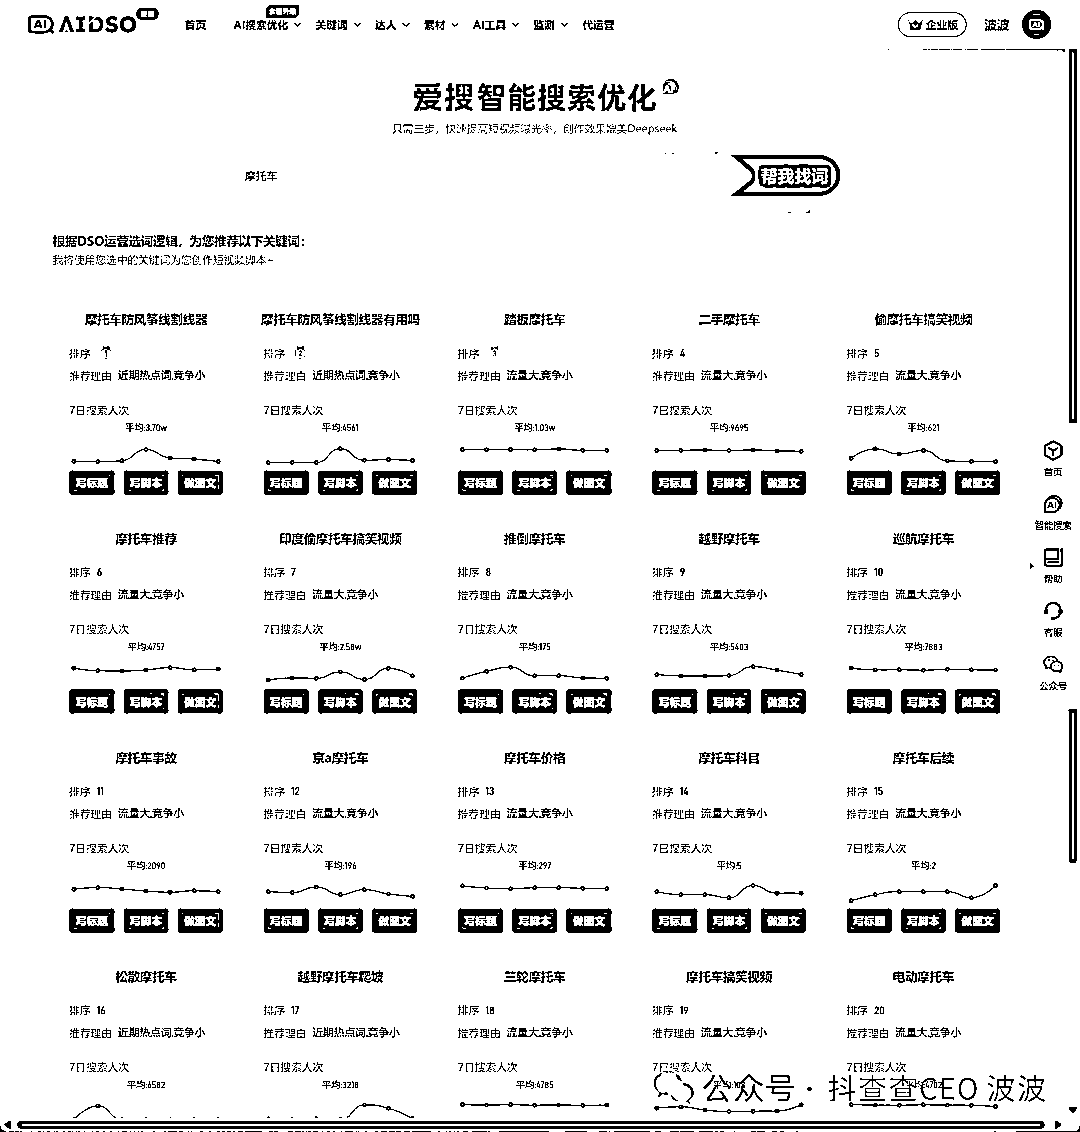 AIDSO 首页 AI搜索优化 关键词 达人 素材 AI工具 监测 代运营 企业版 波波
爱搜智能搜索优化
只需三步，快速提高短视频曝光率，创作效果媲美Deepseek
摩托车 帮我找词
根据DSO运营选词逻辑，为您推荐以下关键词：
我将使用您选中的关键词为您创作短视频脚本~
摩托车防风筝线割线器 摩托车防风筝线割线器有用吗 踏板摩托车 二手摩托车 偷摩托车搞笑视频
排序 1 排序 2 排序 3 排序 4 排序 5
推荐理由 近期热点词,竞争小 推荐理由 近期热点词,竞争小 推荐理由 流量大,竞争小 推荐理由 流量大,竞争小 推荐理由 流量大,竞争小
7日搜索人次 7日搜索人次 7日搜索人次 7日搜索人次 7日搜索人次
平均:3.70w 平均:4561 平均:1.03w 平均:9695 平均:621
写标题 写脚本 做图文 写标题 写脚本 做图文 写标题 写脚本 做图文 写标题 写脚本 做图文 写标题 写脚本 做图文
首页
智能搜索
帮助
客服
公众号
摩托车推荐 印度偷摩托车搞笑视频 推倒摩托车 越野摩托车 巡航摩托车
排序 6 排序 7 排序 8 排序 9 排序 10
推荐理由 流量大,竞争小 推荐理由 流量大,竞争小 推荐理由 流量大,竞争小 推荐理由 流量大,竞争小 推荐理由 流量大,竞争小
7日搜索人次 7日搜索人次 7日搜索人次 7日搜索人次 7日搜索人次
平均:4757 平均:2.58w 平均:175 平均:5403 平均:7883
写标题 写脚本 做图文 写标题 写脚本 做图文 写标题 写脚本 做图文 写标题 写脚本 做图文 写标题 写脚本 做图文
摩托车事故 京a摩托车 摩托车价格 摩托车科目 摩托车后续
排序 11 排序 12 排序 13 排序 14 排序 15
推荐理由 流量大,竞争小 推荐理由 流量大,竞争小 推荐理由 流量大,竞争小 推荐理由 流量大,竞争小 推荐理由 流量大,竞争小
7日搜索人次 7日搜索人次 7日搜索人次 7日搜索人次 7日搜索人次
平均:2090 平均:196 平均:297 平均:5 平均:2
写标题 写脚本 做图文 写标题 写脚本 做图文 写标题 写脚本 做图文 写标题 写脚本 做图文 写标题 写脚本 做图文
松散摩托车 越野摩托车爬坡 三轮摩托车 摩托车搞笑视频 电动摩托车
排序 16 排序 17 排序 18 排序 19 排序 20
推荐理由 近期热点词,竞争小 推荐理由 近期热点词,竞争小 推荐理由 流量大,竞争小 推荐理由 流量大,竞争小 推荐理由 流量大,竞争小
7日搜索人次 7日搜索人次 7日搜索人次 7日搜索人次 7日搜索人次
平均:6582 平均:3218 平均:4785
公众号 · 抖查查CEO 波波